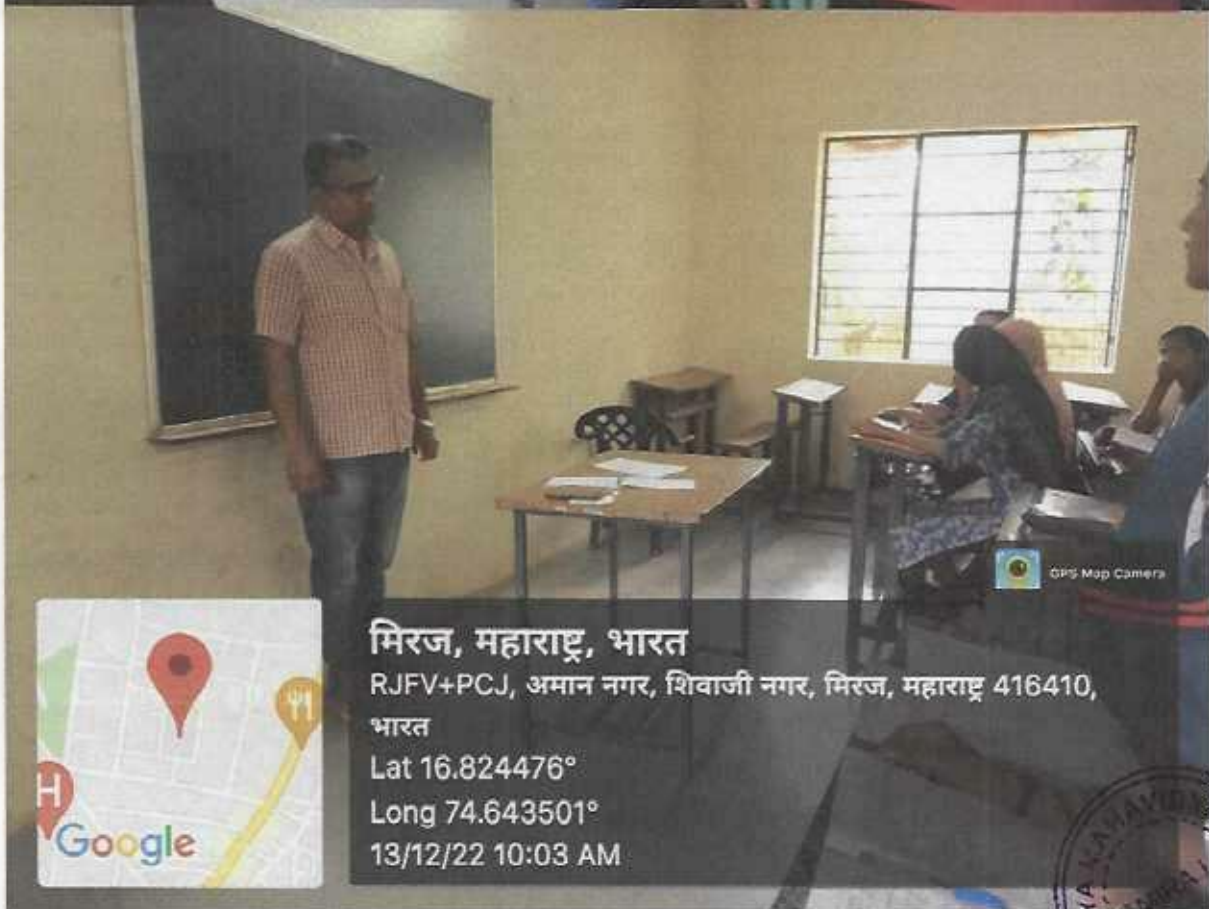 GPS Map Camera
मिरज, महाराष्ट्र, भारत
RJFV+PCJ, अमान नगर, शिवाजी नगर, मिरज, महाराष्ट्र 416410,
भारत
Lat 16.824476°
Long 74.643501°
13/12/22 10:03 AM
H
Google